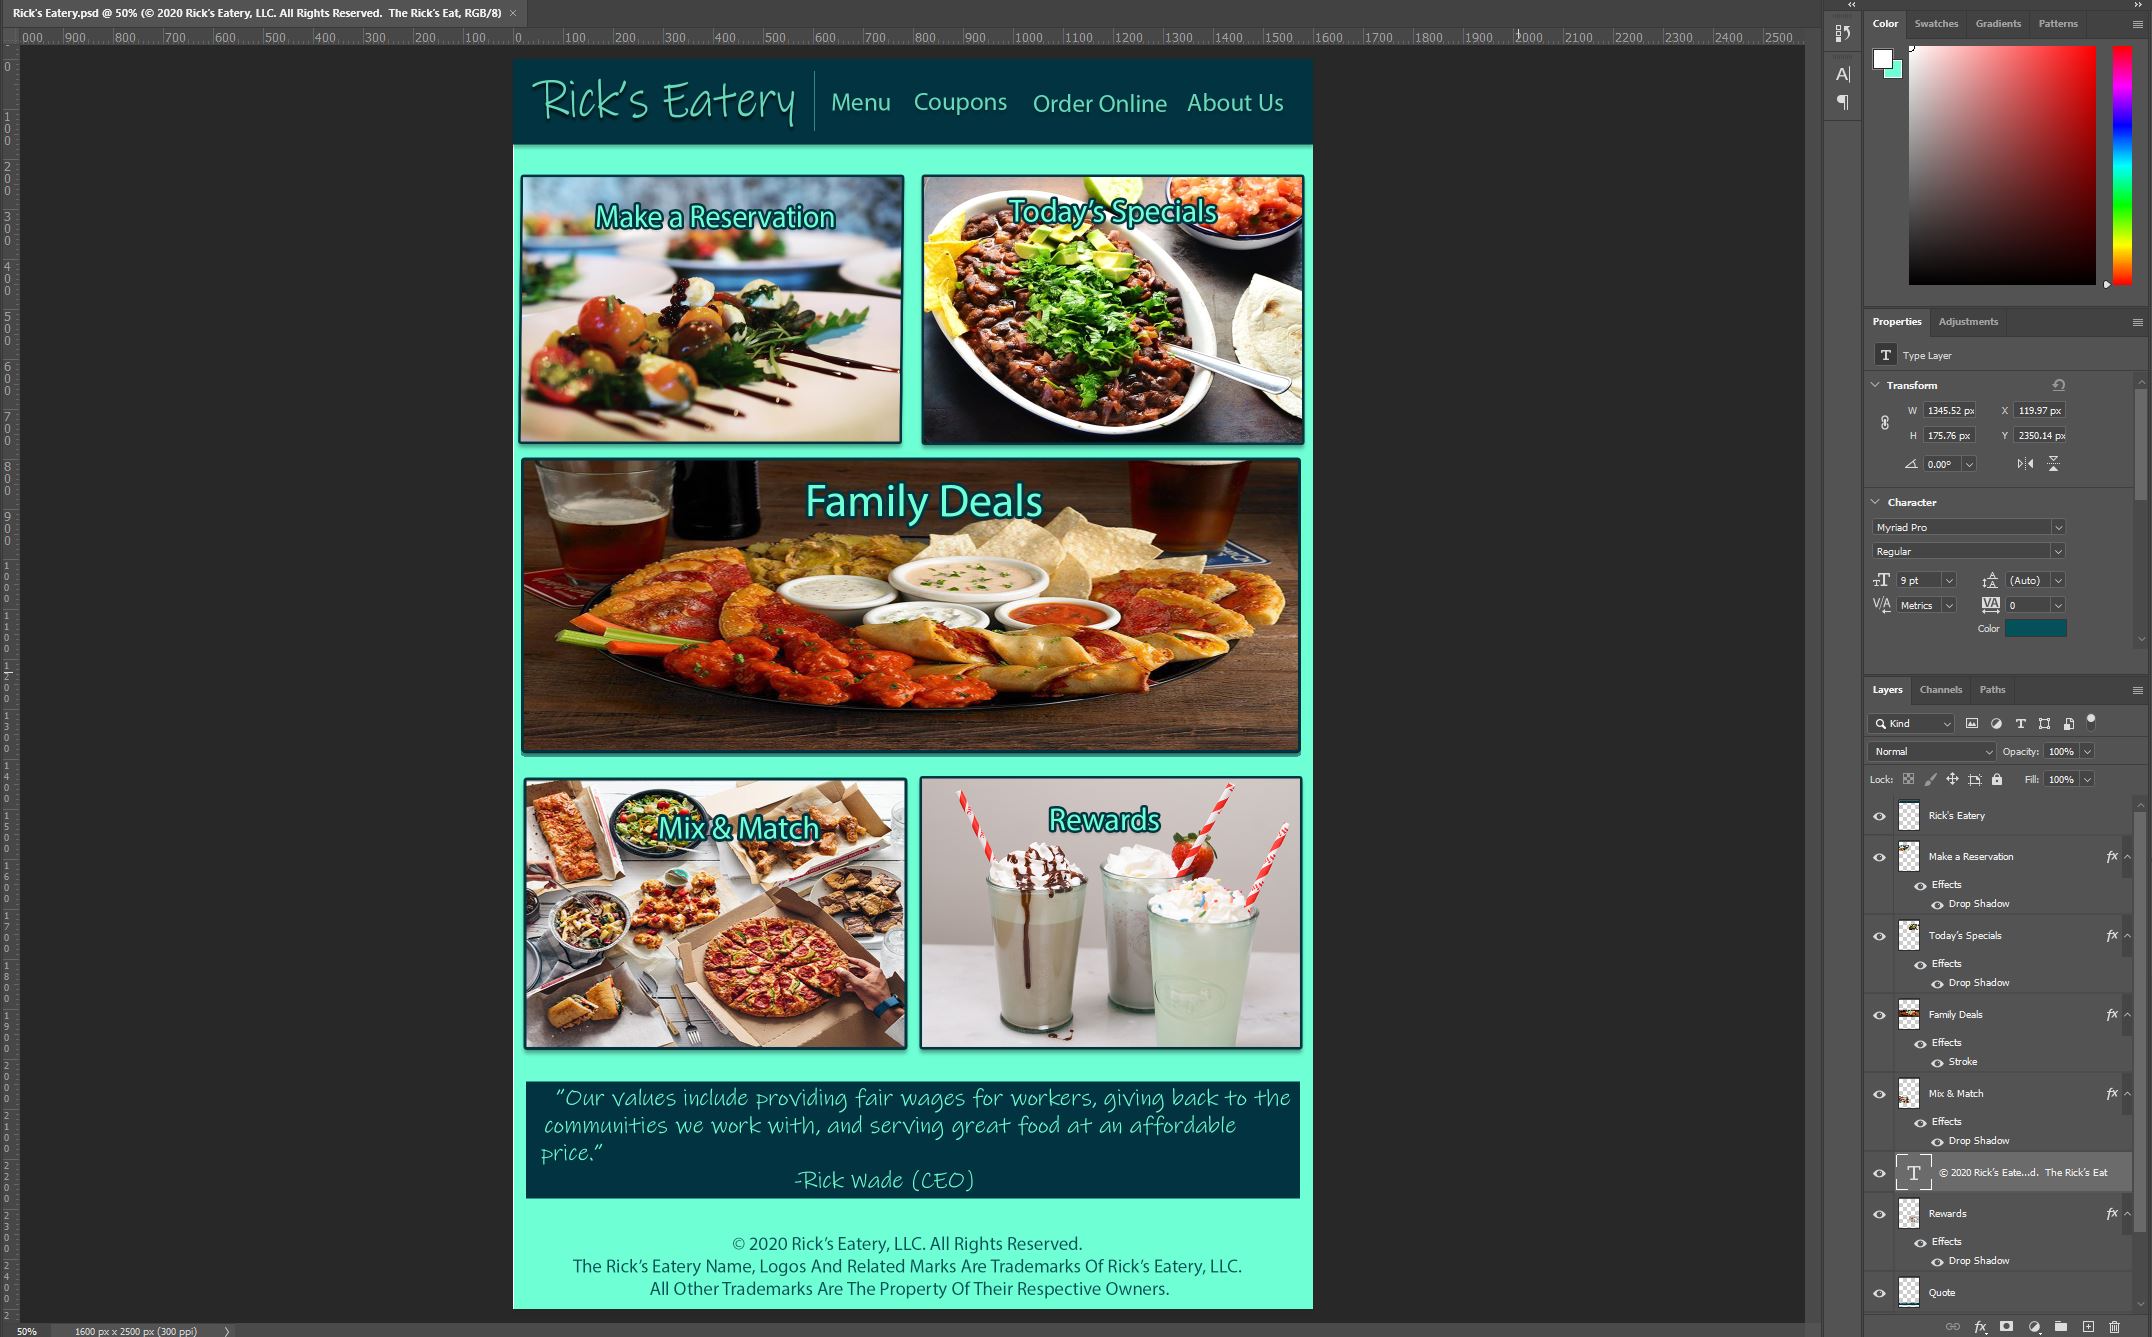 Rick's Eatery.psd @ 50% (© 2020 Rick's Eatery, LLC. All Rights Reserved.  The Rick's Eat, RGB/8) ×
000 900 800 700 600 500 400 300 200 100 0 100 200 300 400 500 600 700 800 900 1000 1100 1200 1300 1400 1500 1600 1700 1800 1900 2000 2100 2200 2300 2400 2500
Rick's Eatery
Menu Coupons Order Online About Us
Make a Reservation
Today's Specials
Family Deals
Mix & Match
Rewards
"Our values include providing fair wages for workers, giving back to the
communities we work with, and serving great food at an affordable
price."
-Rick Wade (CEO)
© 2020 Rick's Eatery, LLC. All Rights Reserved.
The Rick's Eatery Name, Logos And Related Marks Are Trademarks Of Rick's Eatery, LLC.
All Other Trademarks Are The Property Of Their Respective Owners.
50% 1600 px x 2500 px (300 ppi)
Color Swatches Gradients Patterns
Properties Adjustments
T Type Layer
Transform
W 1345.52 px X 119.97 px
H 175.76 px Y 2350.14 px
0.00°
Character
Myriad Pro
Regular
9 pt (Auto)
Metrics 0
Color
Layers Channels Paths
Kind
Normal Opacity: 100%
Lock: Fill: 100%
Rick's Eatery
Make a Reservation fx
Effects
Drop Shadow
Today's Specials fx
Effects
Drop Shadow
Family Deals fx
Effects
Stroke
Mix & Match fx
Effects
Drop Shadow
T © 2020 Rick's Eate...d.  The Rick's Eat
Rewards fx
Effects
Drop Shadow
Quote
fx